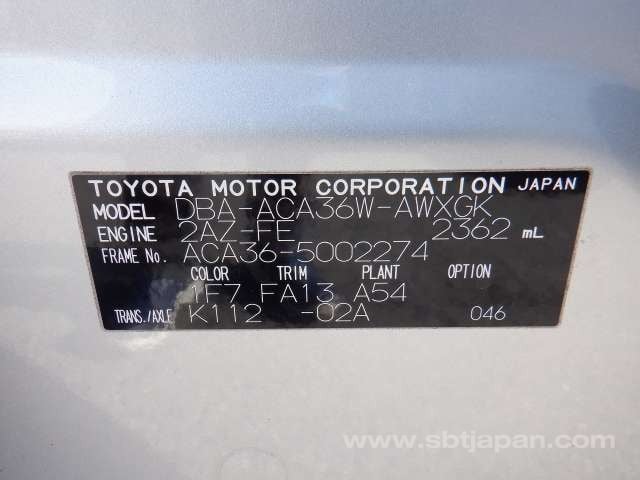 TOYOTA MOTOR CORPORATION JAPAN
MODEL DBA-ACA36W-AWXGK
ENGINE 2AZ-FE 2362 mL
FRAME No. ACA36-5002274
COLOR TRIM PLANT OPTION
1F7 FA13 A54
TRANS./AXLE K112 -02A 046
www.sbtjapan.com